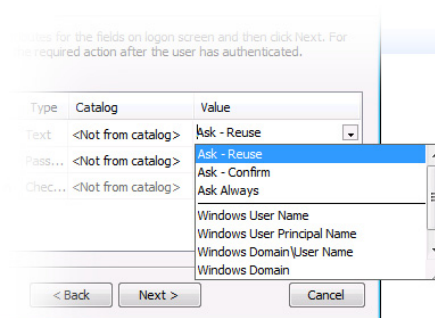 for the fields on logon screen and then click Next. For
required action after the user has authenticated.
Type Catalog Value
Text <Not from catalog> Ask - Reuse
Pass... <Not from catalog>
Chec... <Not from catalog>
Ask - Reuse
Ask - Confirm
Ask Always
Windows User Name
Windows User Principal Name
Windows Domain\User Name
Windows Domain
< Back Next > Cancel